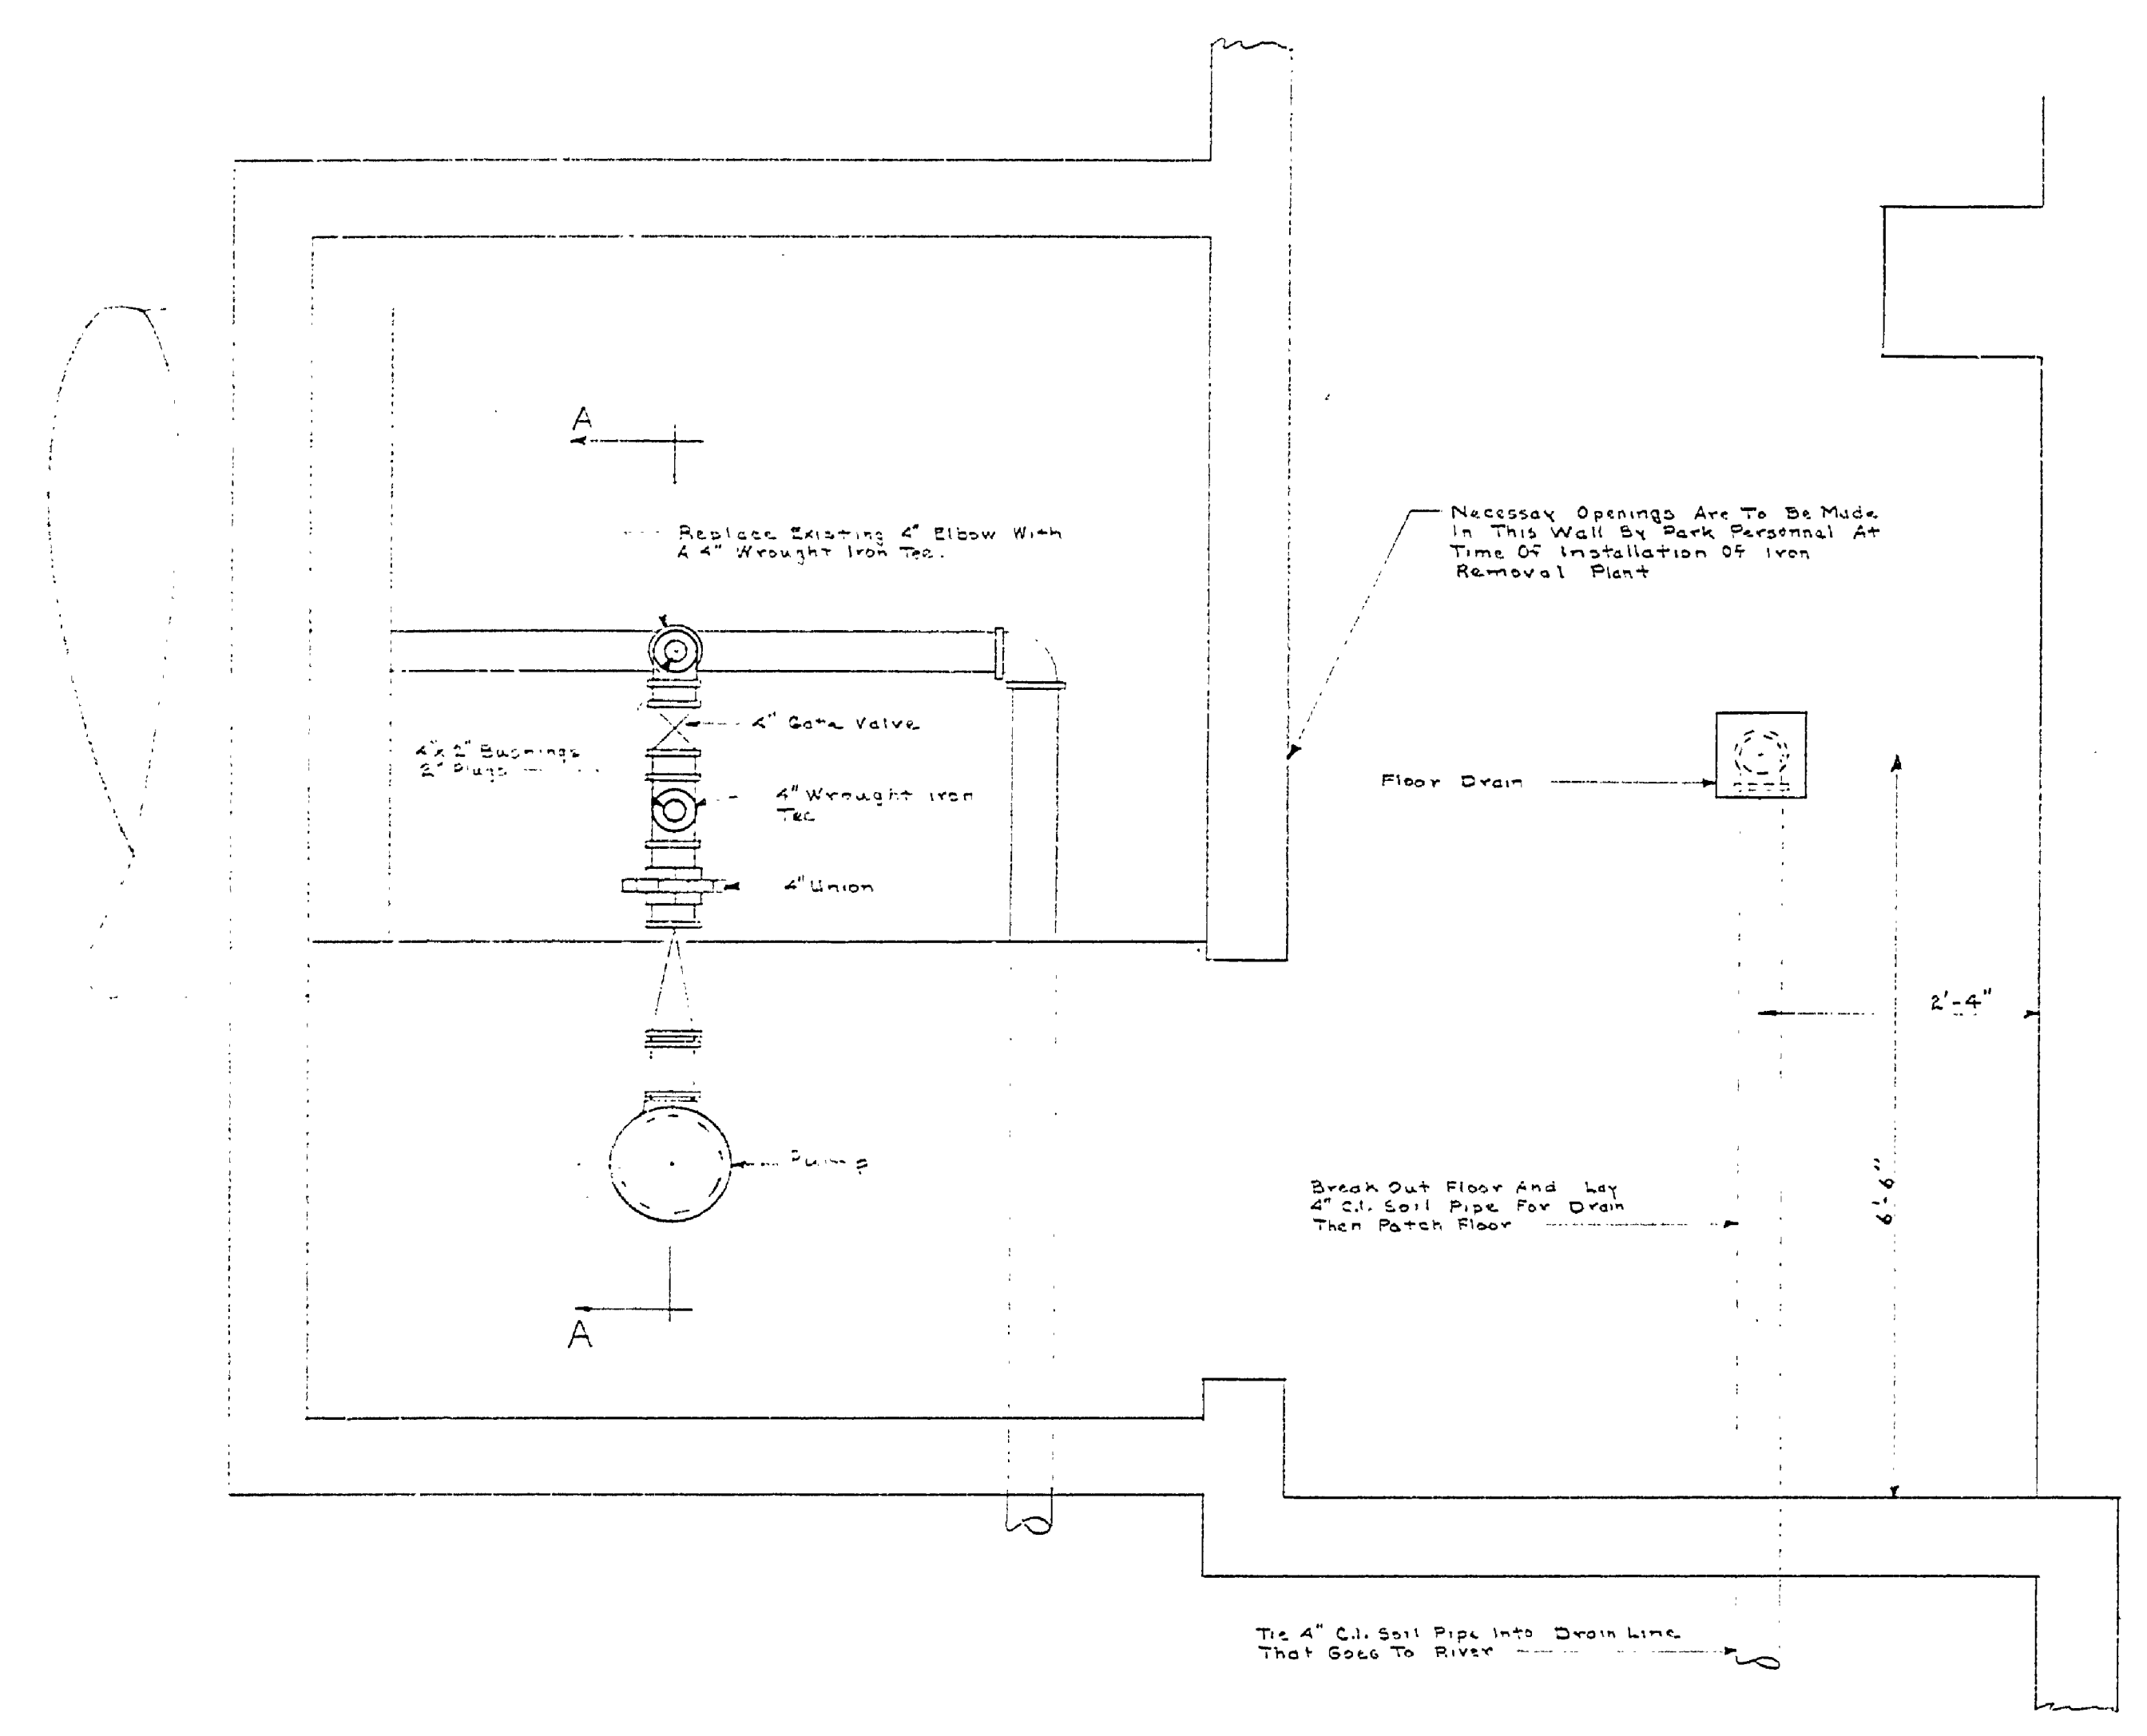 A
Replace Existing 4" Elbow With
A 4" Wrought Iron Tee.
Necessay Openings Are To Be Made
In This Wall By Park Personnal At
Time Of Installation Of Iron
Removal Plant
4" Gate Valve
4"x 2" Bushings
2" Plugs
4" Wrought Iron
Tee
4" Union
Floor Drain
2'-4"
Pump
6'-6"
Break Out Floor And Lay
4" C.I. Soil Pipe For Drain
Then Patch Floor
A
Tie 4" C.I. Soil Pipe Into Drain Line
That Goes To River